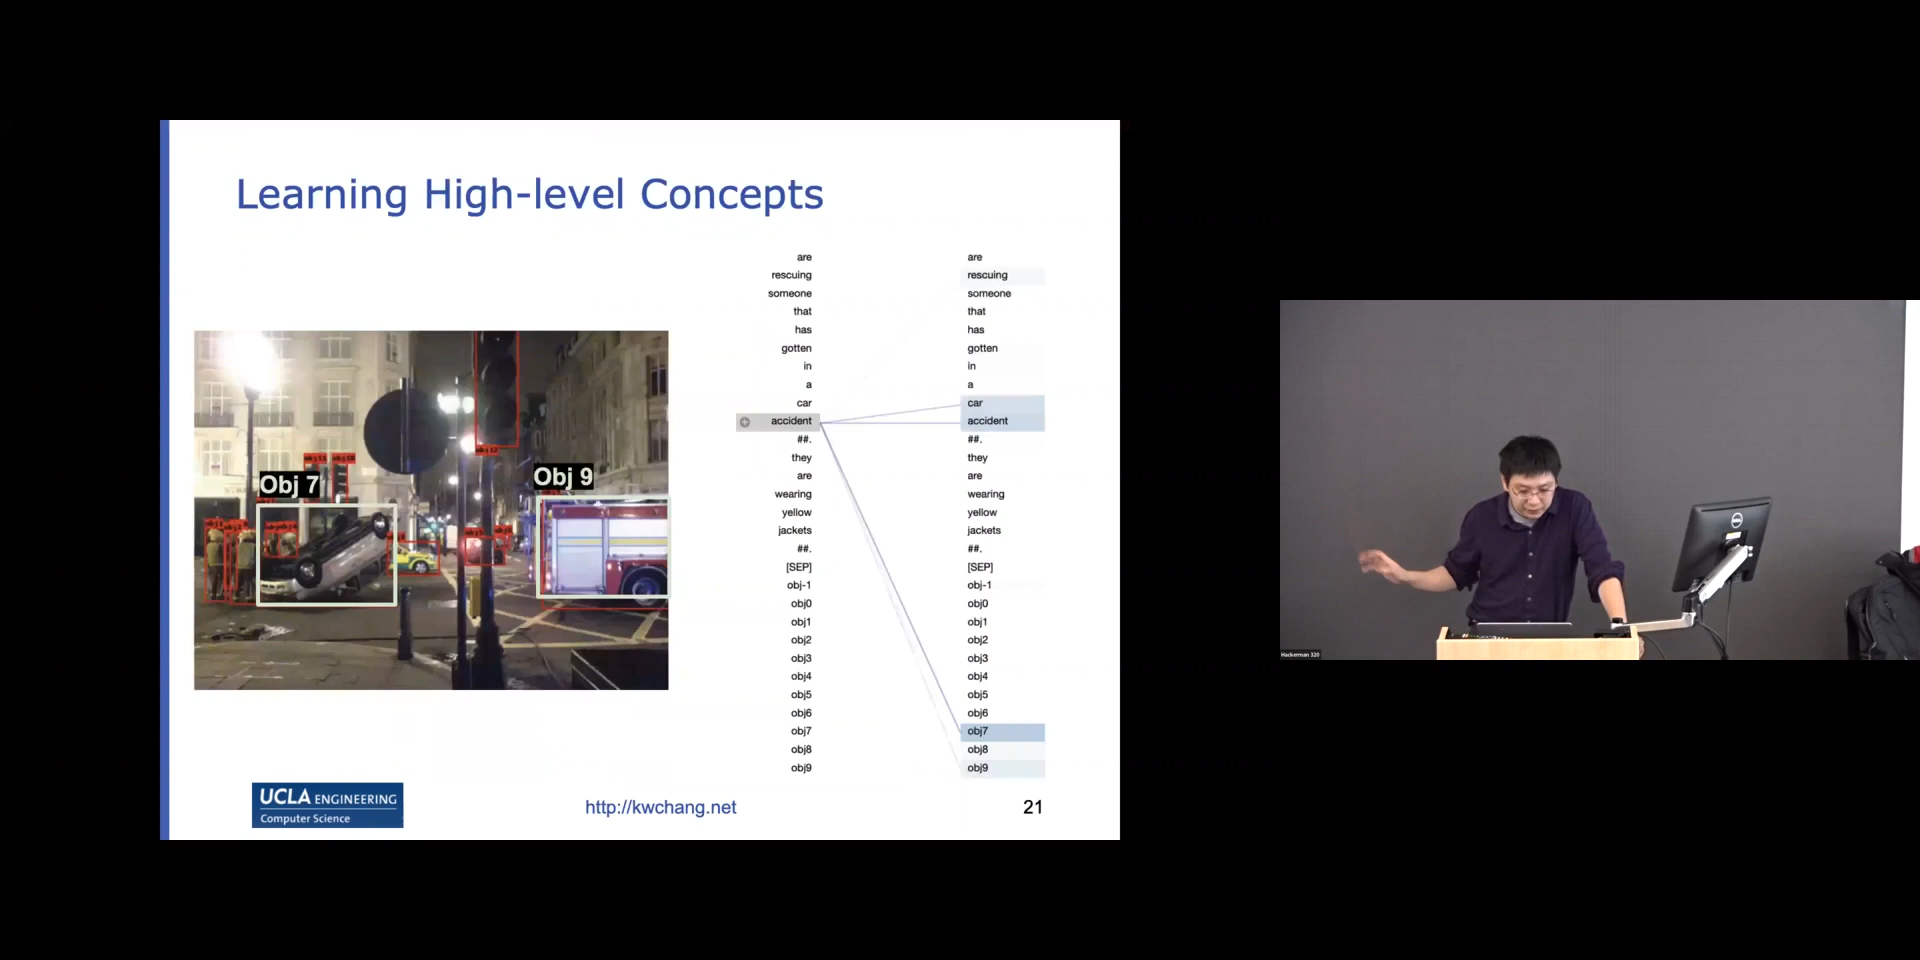 Learning High-level Concepts
are
rescuing
someone
that
has
gotten
in
a
car
accident
##.
they
are
wearing
yellow
jackets
##.
[SEP]
obj-1
obj0
obj1
obj2
obj3
obj4
obj5
obj6
obj7
obj8
obj9
are
rescuing
someone
that
has
gotten
in
a
car
accident
##.
they
are
wearing
yellow
jackets
##.
[SEP]
obj-1
obj0
obj1
obj2
obj3
obj4
obj5
obj6
obj7
obj8
obj9
Obj 7
Obj 9
UCLA ENGINEERING
Computer Science
http://kwchang.net
21
DELL
Hackerman 320